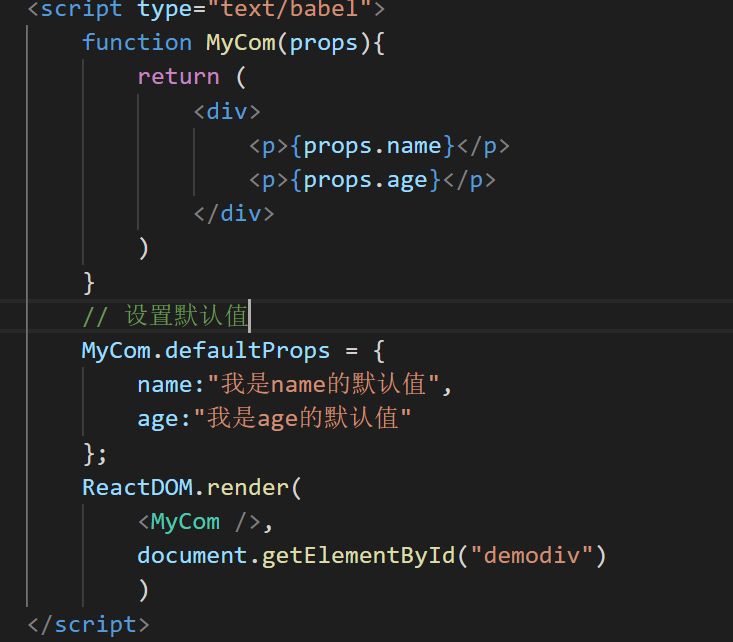 <script type="text/babel">
function MyCom(props){
return (
<div>
<p>{props.name}</p>
<p>{props.age}</p>
</div>
)
}
// 设置默认值
MyCom.defaultProps = {
name:"我是name的默认值",
age:"我是age的默认值"
};
ReactDOM.render(
<MyCom />,
document.getElementById("demodiv")
)
</script>